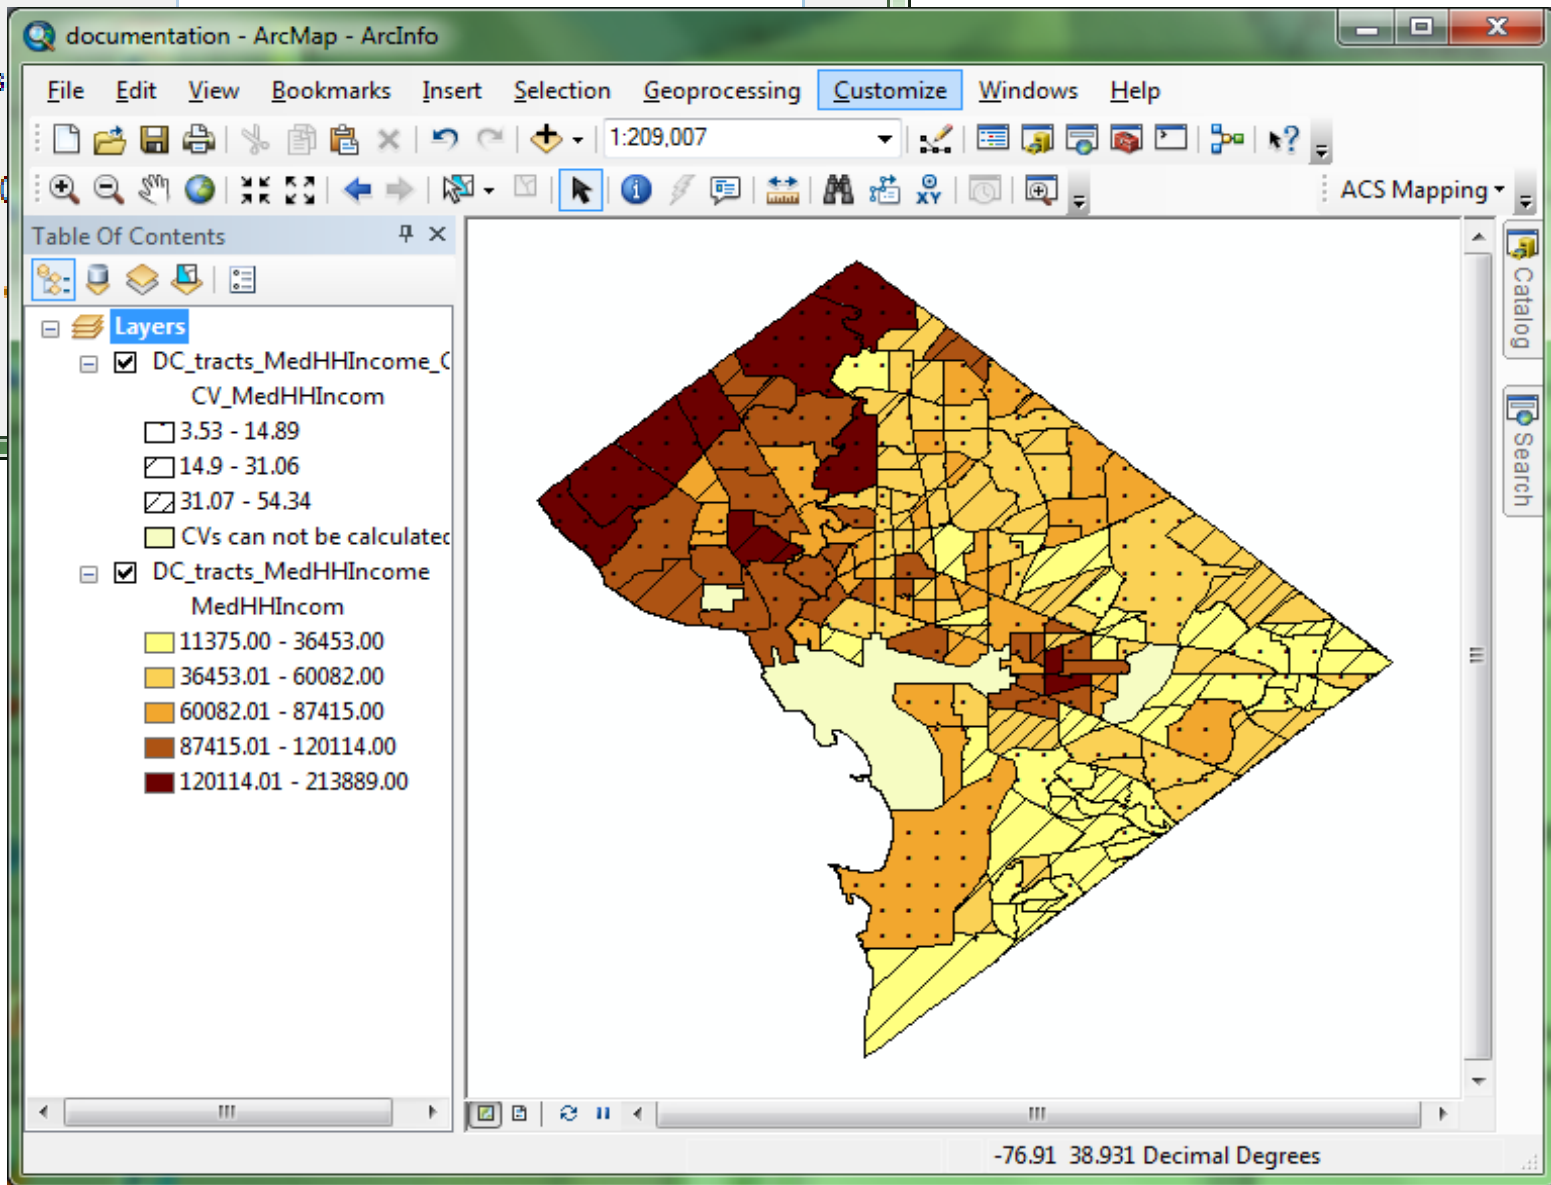 documentation - ArcMap - ArcInfo
File Edit View Bookmarks Insert Selection Geoprocessing Customize Windows Help
1:209,007
ACS Mapping
Table Of Contents
Layers
DC_tracts_MedHHIncome_C
CV_MedHHIncom
3.53 - 14.89
14.9 - 31.06
31.07 - 54.34
CVs can not be calculated
DC_tracts_MedHHIncome
MedHHIncom
11375.00 - 36453.00
36453.01 - 60082.00
60082.01 - 87415.00
87415.01 - 120114.00
120114.01 - 213889.00
Catalog
Search
-76.91 38.931 Decimal Degrees